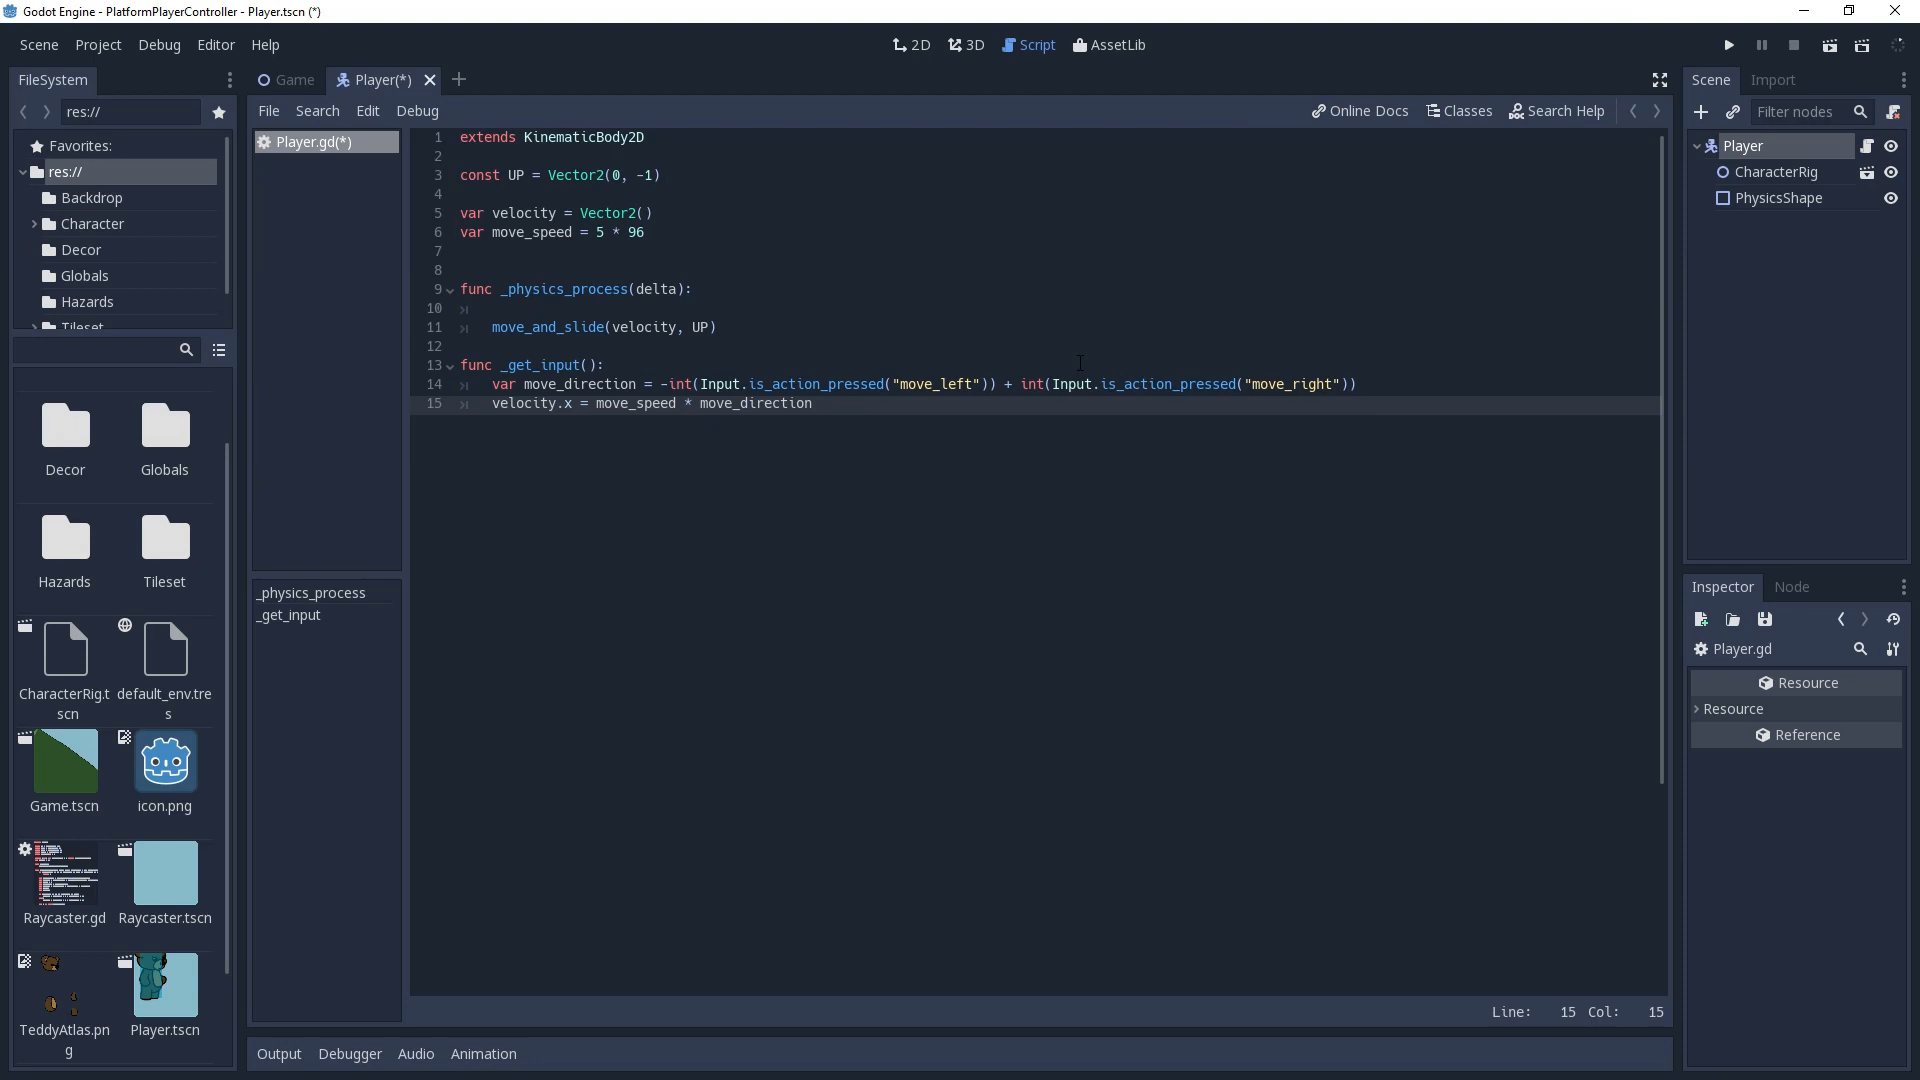 Godot Engine - PlatformPlayerController - Player.tscn (*)
Scene Project Debug Editor Help
2D 3D Script AssetLib
FileSystem
res://
Favorites:
res://
Backdrop
Character
Decor
Globals
Hazards
Tileset
Decor Globals
Hazards Tileset
CharacterRig.t
scn
default_env.tre
s
Game.tscn icon.png
Raycaster.gd Raycaster.tscn
TeddyAtlas.pn
g
Player.tscn
Game Player(*)
File Search Edit Debug
Online Docs Classes Search Help
Player.gd(*)
_physics_process
_get_input
1 extends KinematicBody2D
2
3 const UP = Vector2(0, -1)
4
5 var velocity = Vector2()
6 var move_speed = 5 * 96
7
8
9 func _physics_process(delta):
10
11 move_and_slide(velocity, UP)
12
13 func _get_input():
14 var move_direction = -int(Input.is_action_pressed("move_left")) + int(Input.is_action_pressed("move_right"))
15 velocity.x = move_speed * move_direction
Line: 15 Col: 15
Output Debugger Audio Animation
Scene Import
Filter nodes
Player
CharacterRig
PhysicsShape
Inspector Node
Player.gd
Resource
Resource
Reference